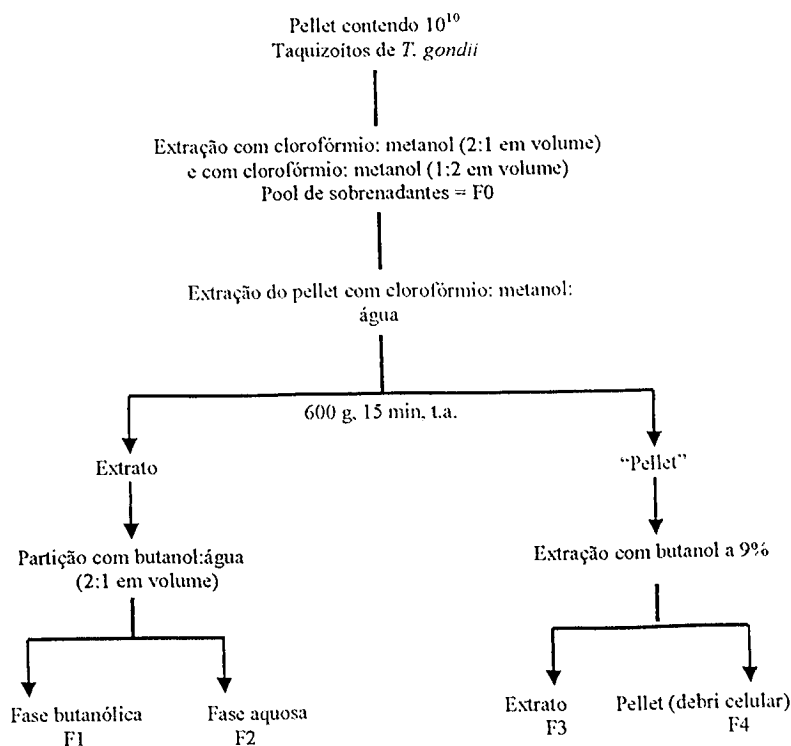 Pellet contendo 10¹⁰
Taquizoítos de T. gondii
Extração com clorofórmio: metanol (2:1 em volume)
e com clorofórmio: metanol (1:2 em volume)
Pool de sobrenadantes = F0
Extração do pellet com clorofórmio: metanol:
água
600 g, 15 min, t.a.
Extrato
“Pellet”
Partição com butanol:água
(2:1 em volume)
Extração com butanol a 9%
Fase butanólica
F1
Fase aquosa
F2
Extrato
F3
Pellet (debri celular)
F4